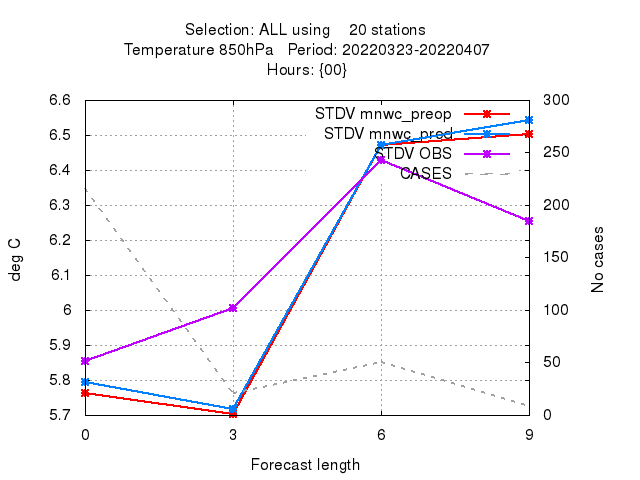 Selection: ALL using 20 stations
Temperature 850hPa Period: 20220323-20220407
Hours: {00}
STDV mnwc_preop
STDV mnwc_prod
STDV OBS
CASES
6.6
6.5
6.4
6.3
6.2
6.1
6
5.9
5.8
5.7
300
250
200
150
100
50
0
0 3 6 9
deg C
No cases
Forecast length